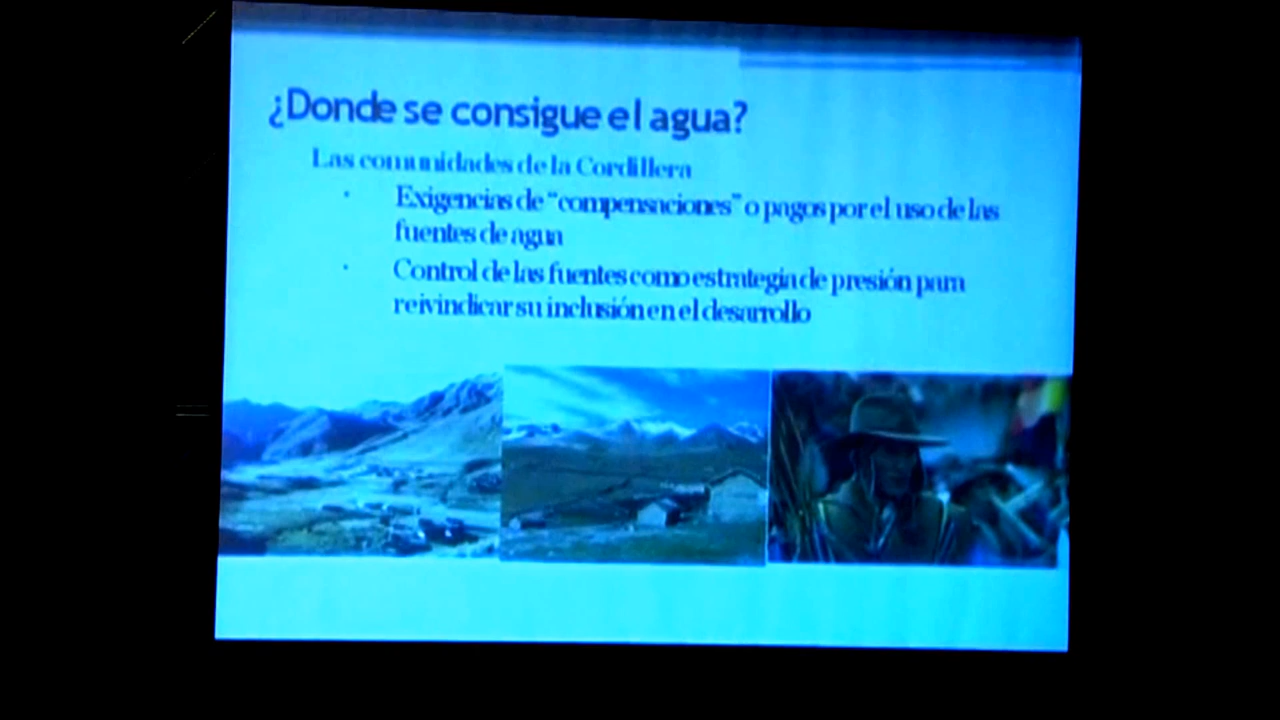 ¿Donde se consigue el agua?
Las comunidades de la Cordillera
· Exigencias de “compensaciones” o pagos por el uso de las
fuentes de agua
· Control de las fuentes como estrategia de presión para
reivindicar su inclusión en el desarrollo